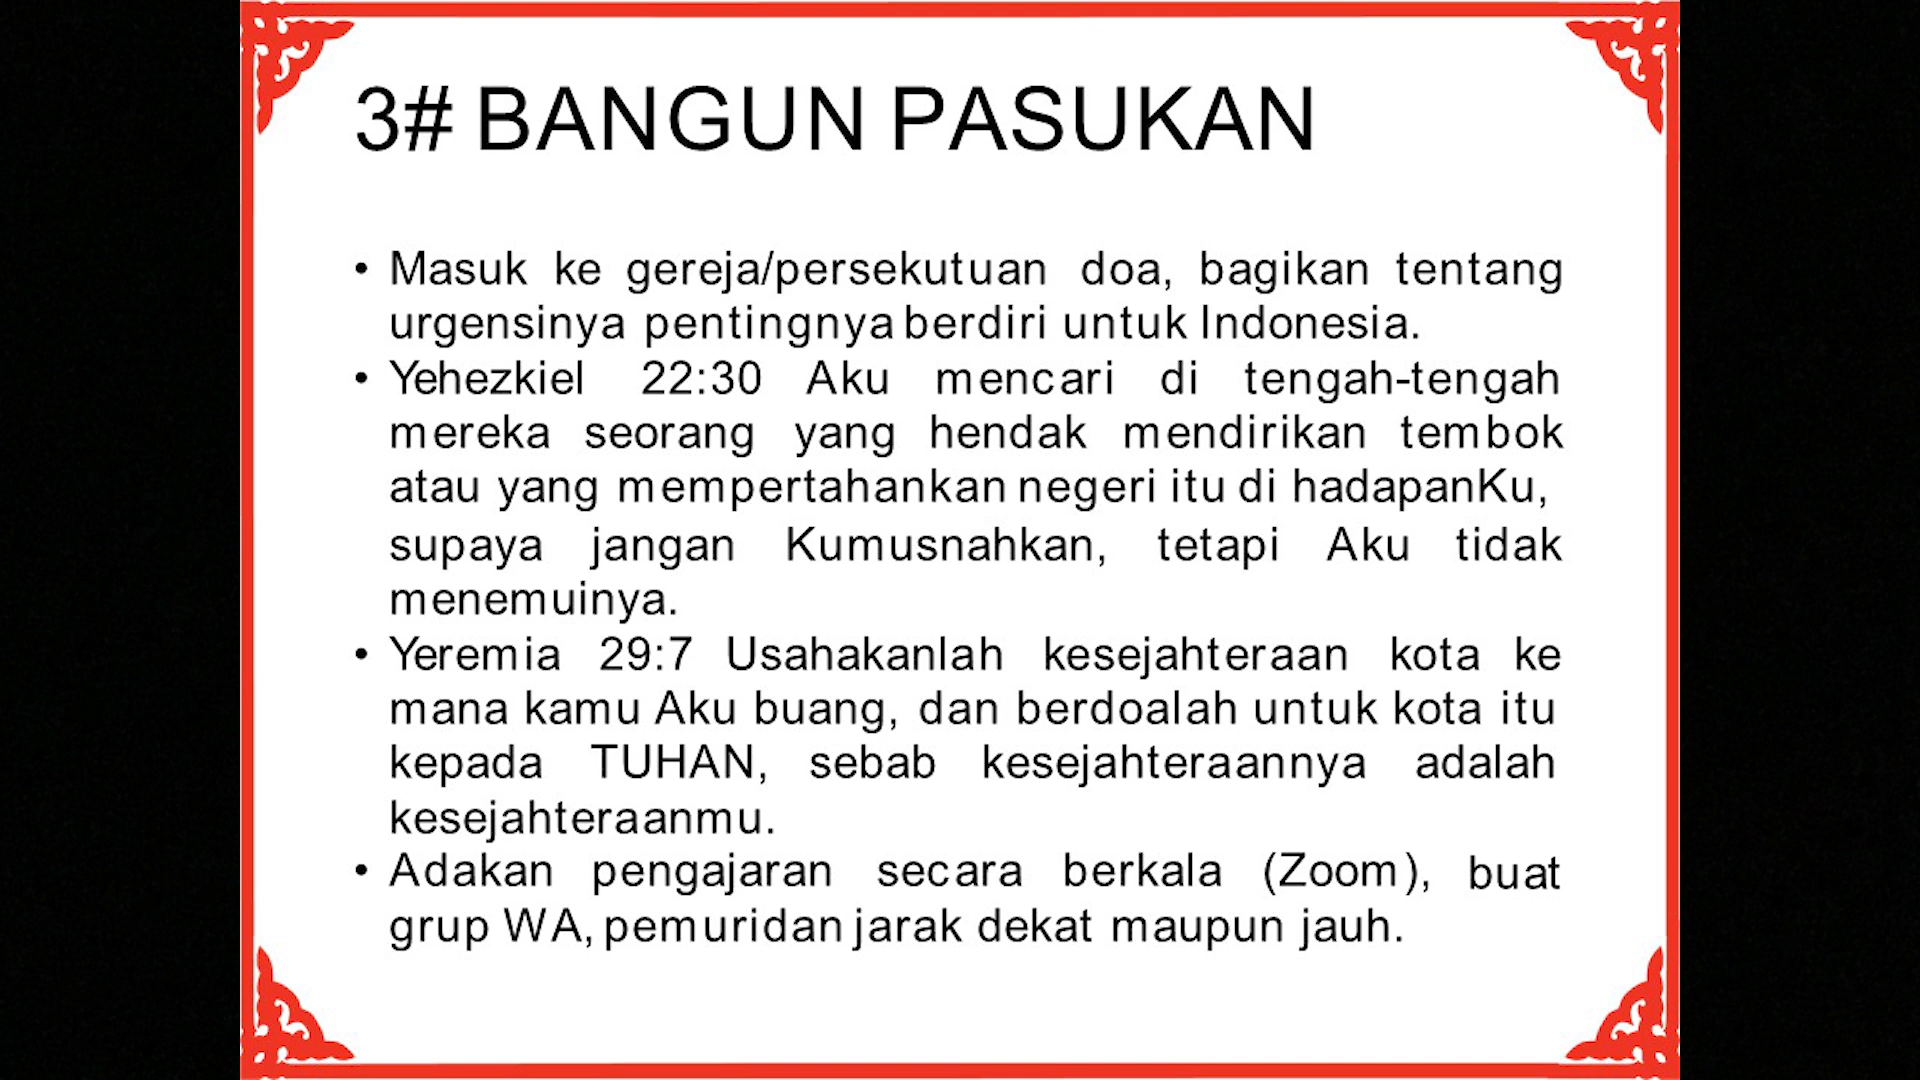 3# BANGUN PASUKAN
• Masuk ke gereja/persekutuan doa, bagikan tentang
urgensinya pentingnya berdiri untuk Indonesia.
• Yehezkiel 22:30 Aku mencari di tengah-tengah
mereka seorang yang hendak mendirikan tembok
atau yang mempertahankan negeri itu di hadapanKu,
supaya jangan Kumusnahkan, tetapi Aku tidak
menemuinya.
• Yeremia 29:7 Usahakanlah kesejahteraan kota ke
mana kamu Aku buang, dan berdoalah untuk kota itu
kepada TUHAN, sebab kesejahteraannya adalah
kesejahteraanmu.
• Adakan pengajaran secara berkala (Zoom), buat
grup WA, pemuridan jarak dekat maupun jauh.